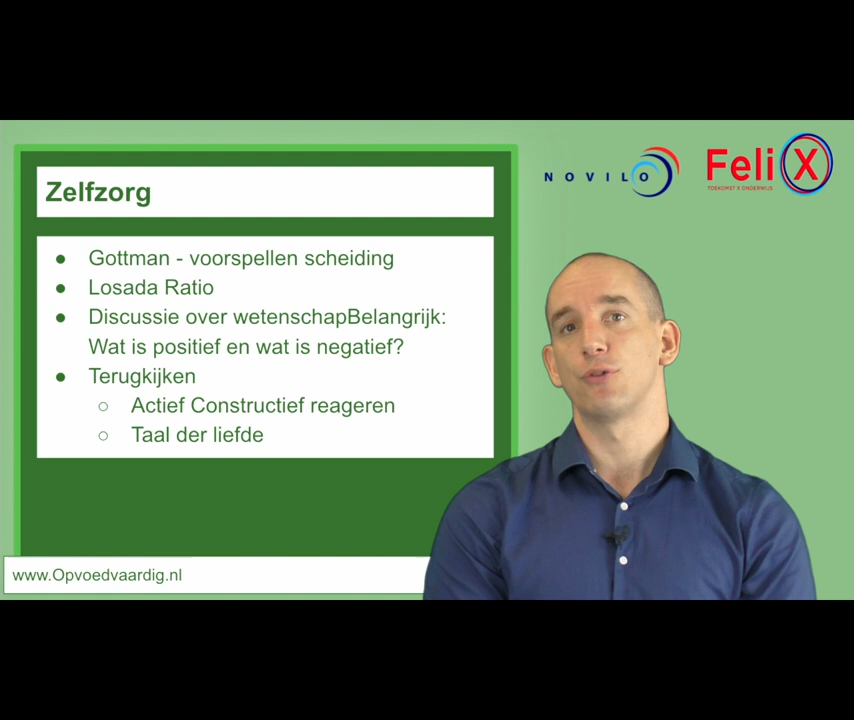 Zelfzorg
NOVILO
FeliX
TOEKOMST X ONDERWIJS
● Gottman - voorspellen scheiding
● Losada Ratio
● Discussie over wetenschapBelangrijk:
Wat is positief en wat is negatief?
● Terugkijken
○ Actief Constructief reageren
○ Taal der liefde
www.Opvoedvaardig.nl